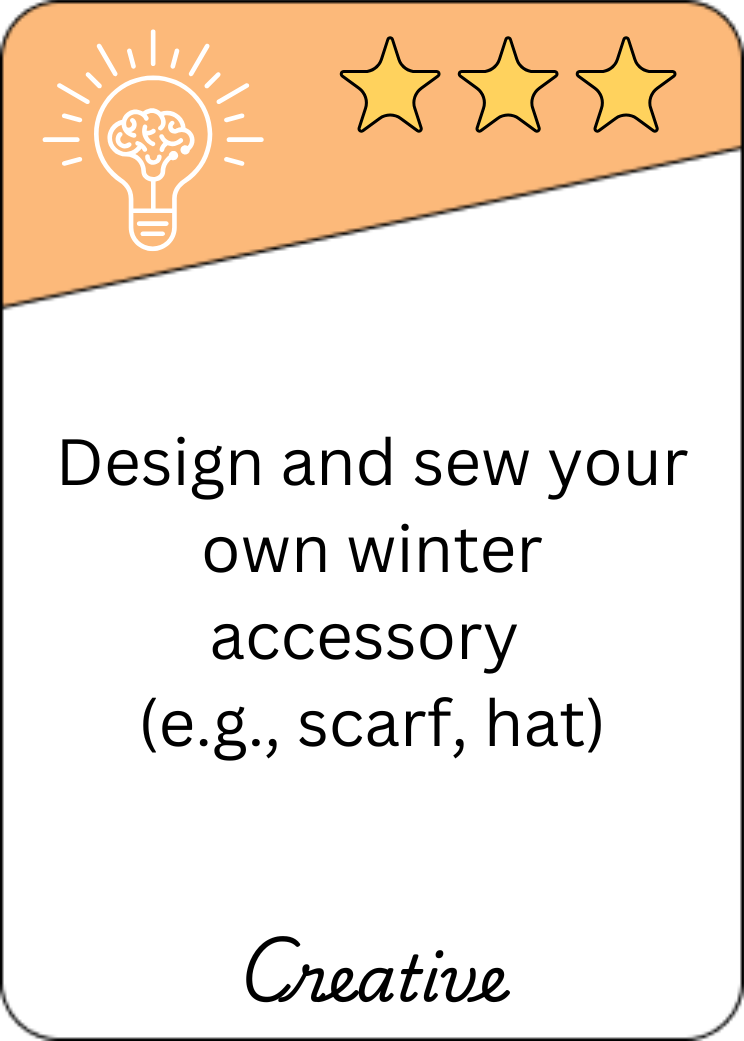 Design and sew your
own winter
accessory
(e.g., scarf, hat)
Creative